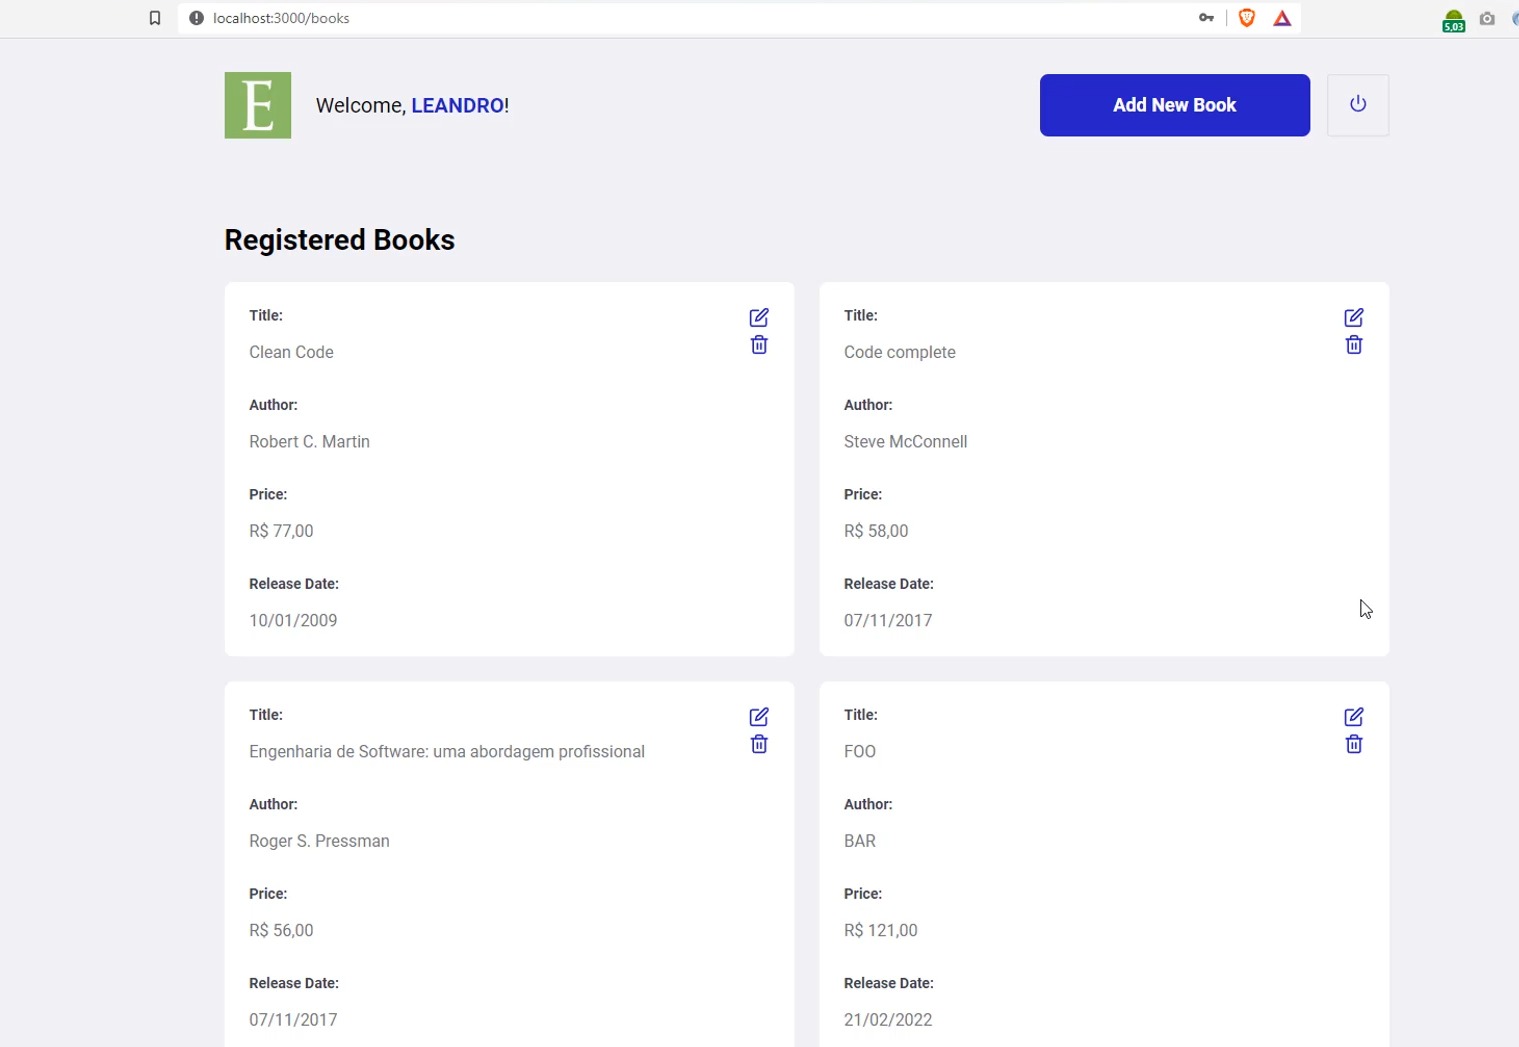 localhost:3000/books
5,03
E
Welcome, LEANDRO!
Add New Book
Registered Books
Title:
Clean Code
Author:
Robert C. Martin
Price:
R$ 77,00
Release Date:
10/01/2009
Title:
Code complete
Author:
Steve McConnell
Price:
R$ 58,00
Release Date:
07/11/2017
Title:
Engenharia de Software: uma abordagem profissional
Author:
Roger S. Pressman
Price:
R$ 56,00
Release Date:
07/11/2017
Title:
FOO
Author:
BAR
Price:
R$ 121,00
Release Date:
21/02/2022